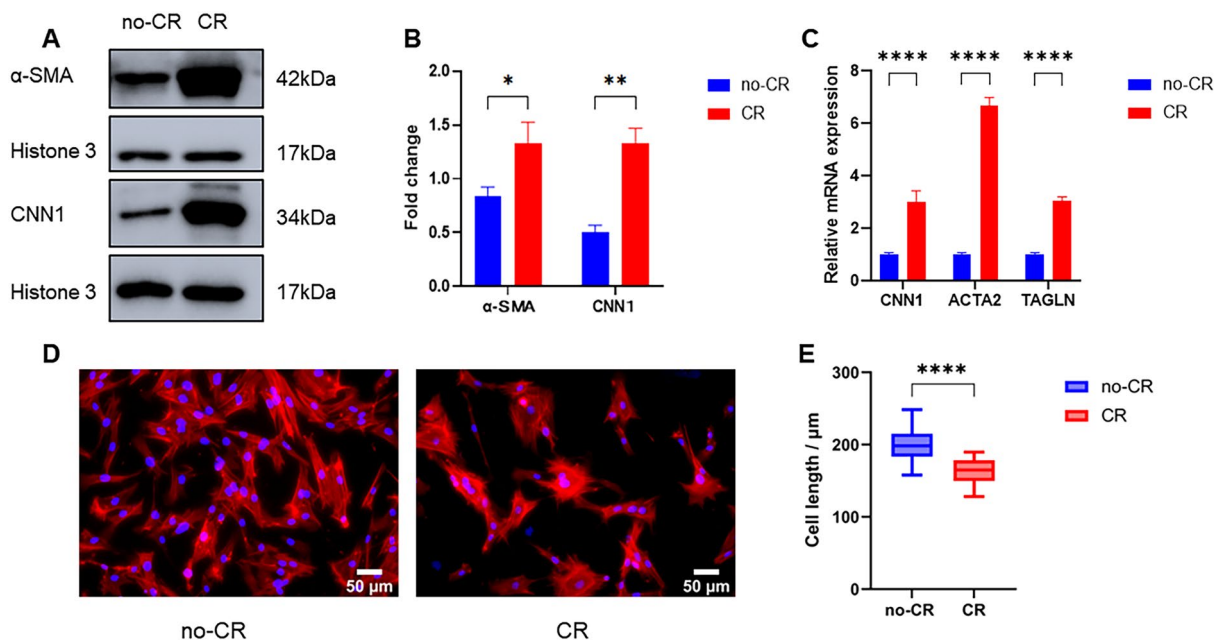 A
no-CR CR
α-SMA 42kDa
Histone 3 17kDa
CNN1 34kDa
Histone 3 17kDa
B
Fold change
2.0
1.5
1.0
0.5
0.0
* **
α-SMA CNN1
no-CR
CR
C
Relative mRNA expression
8
6
4
2
0
**** **** ****
CNN1 ACTA2 TAGLN
no-CR
CR
D
50 µm
50 µm
no-CR CR
E
Cell length / µm
300
200
100
0
****
no-CR CR
no-CR
CR